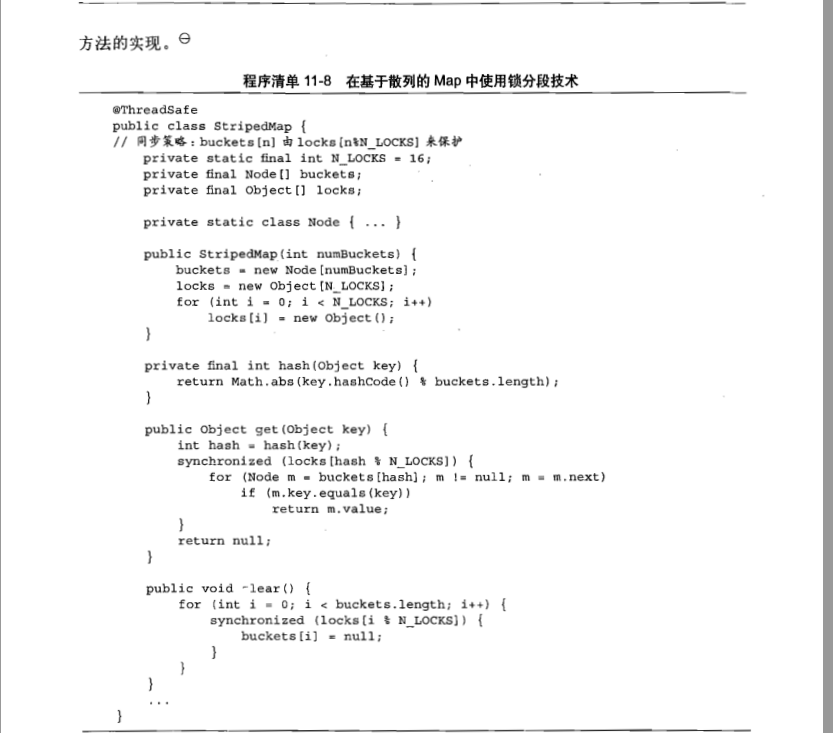 方法的实现。㊀
程序清单 11-8 在基于散列的 Map 中使用锁分段技术
@ThreadSafe
public class StripedMap {
// 同步策略：buckets[n] 由 locks[n%N_LOCKS] 来保护
private static final int N_LOCKS = 16;
private final Node[] buckets;
private final Object[] locks;
private static class Node { ... }
public StripedMap(int numBuckets) {
buckets = new Node[numBuckets];
locks = new Object[N_LOCKS];
for (int i = 0; i < N_LOCKS; i++)
locks[i] = new Object();
}
private final int hash(Object key) {
return Math.abs(key.hashCode() % buckets.length);
}
public Object get(Object key) {
int hash = hash(key);
synchronized (locks[hash % N_LOCKS]) {
for (Node m = buckets[hash]; m != null; m = m.next)
if (m.key.equals(key))
return m.value;
}
return null;
}
public void lear() {
for (int i = 0; i < buckets.length; i++) {
synchronized (locks[i % N_LOCKS]) {
buckets[i] = null;
}
}
}
...
}